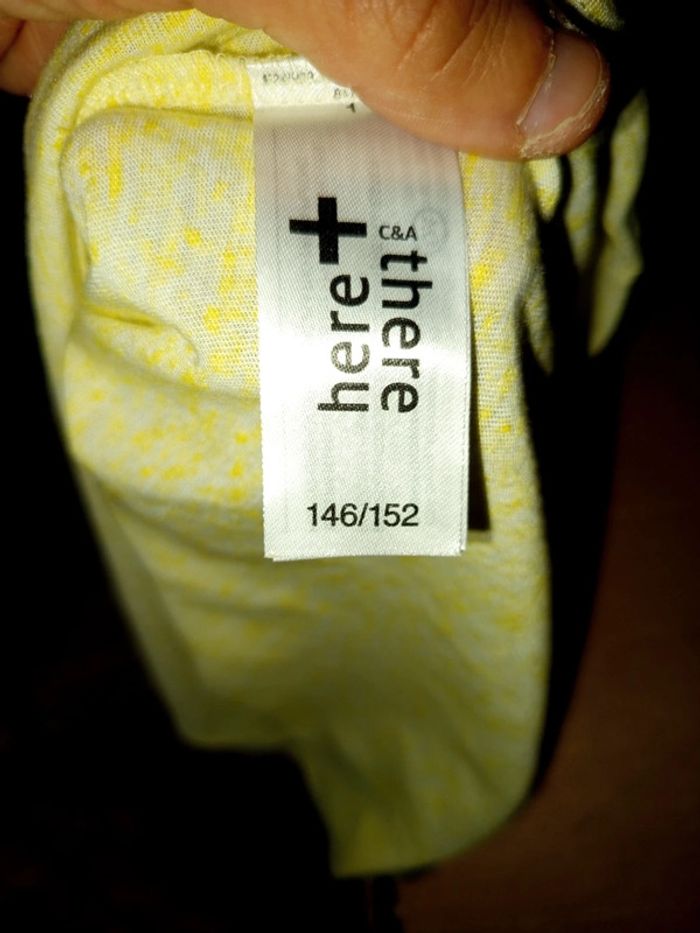 C&A
here +
there
146/152